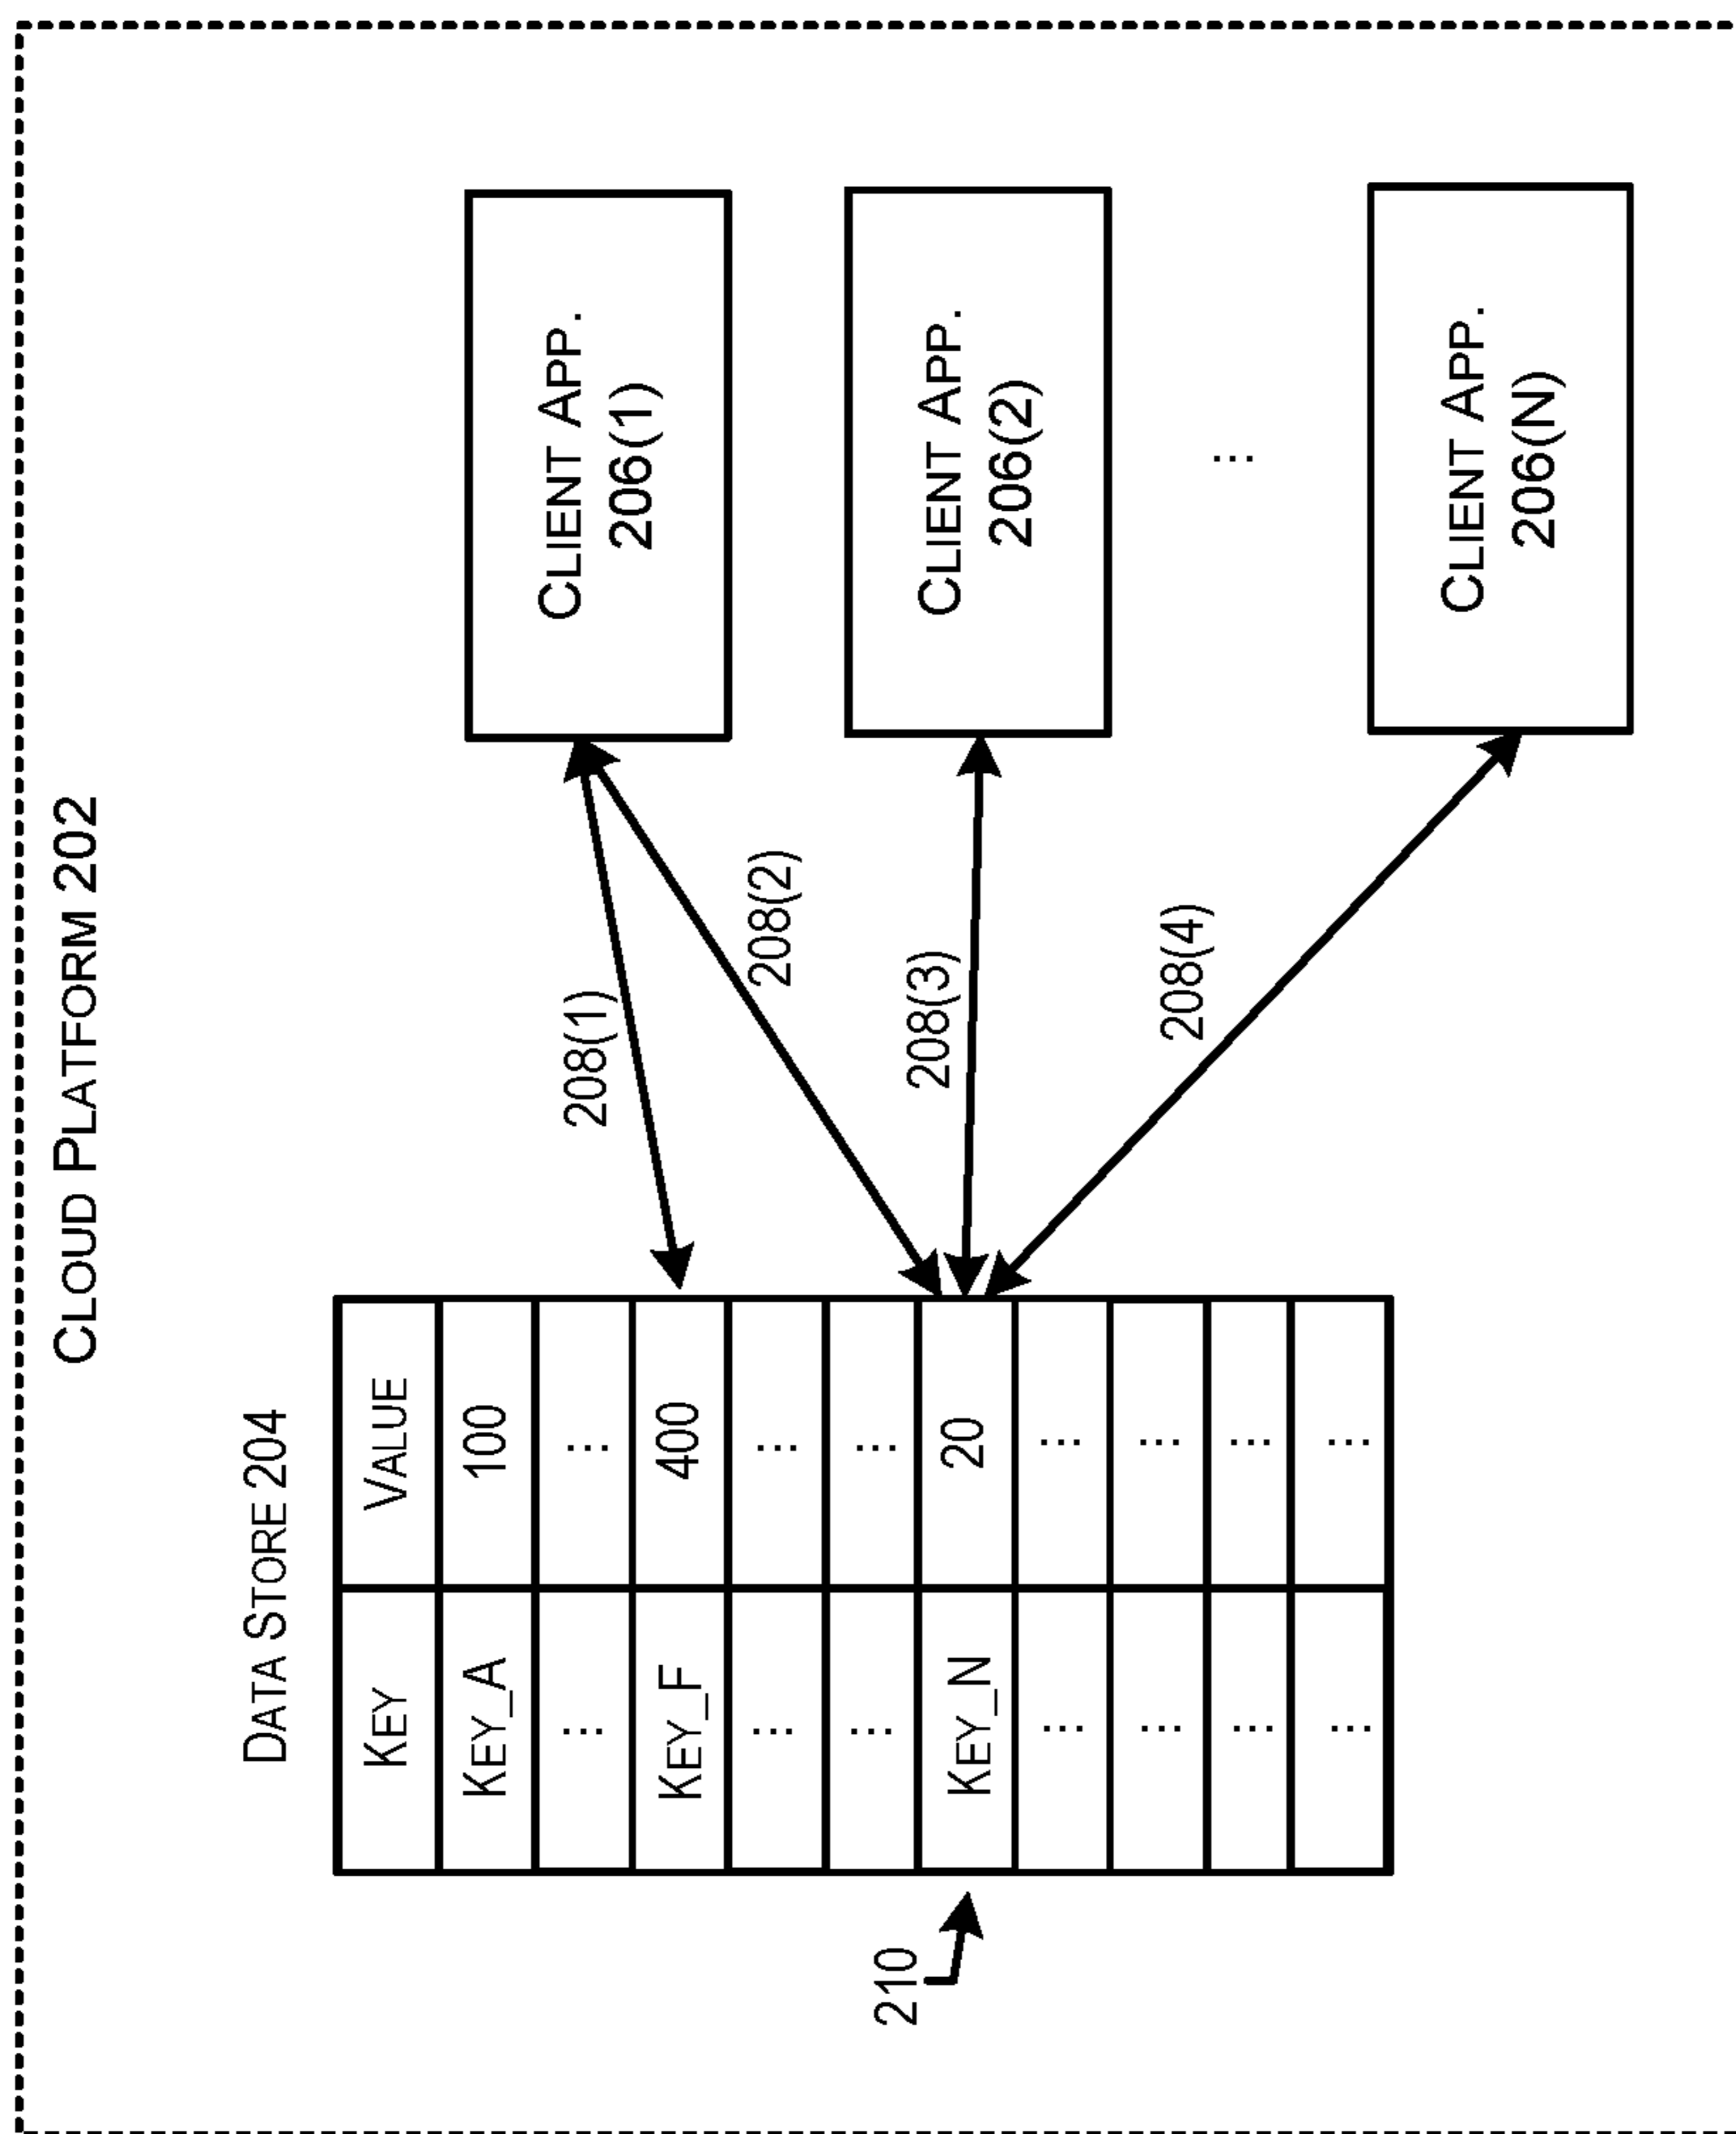 CLOUD PLATFORM 202
DATA STORE 204
KEY VALUE
KEY_A 100
... ...
KEY_F 400
... ...
... ...
KEY_N 20
... ...
... ...
... ...
... ...
210
208(1)
208(2)
208(3)
208(4)
CLIENT APP.
206(1)
CLIENT APP.
206(2)
...
CLIENT APP.
206(N)